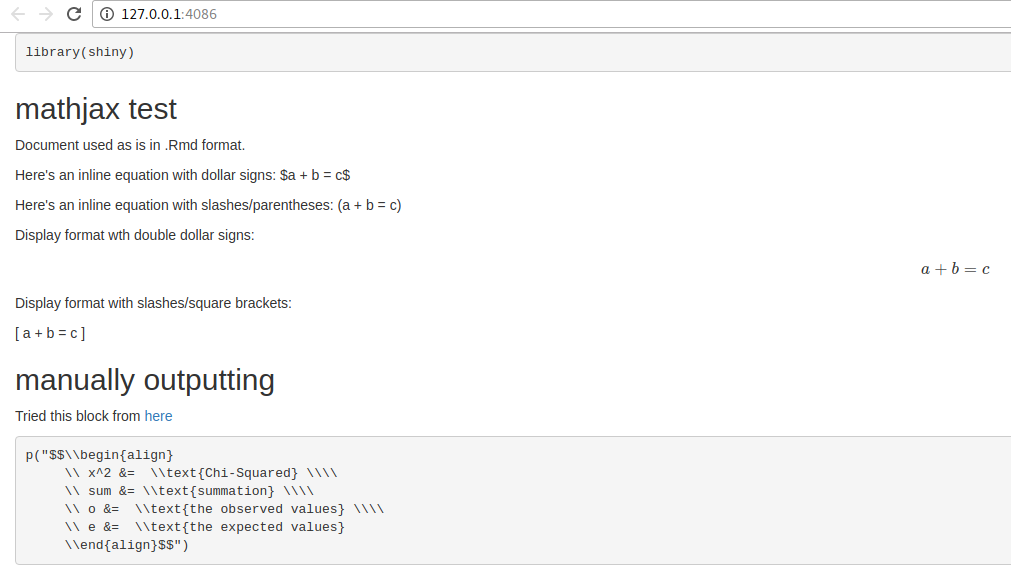 127.0.0.1:4086
library(shiny)
mathjax test
Document used as is in .Rmd format.
Here's an inline equation with dollar signs: $a + b = c$
Here's an inline equation with slashes/parentheses: (a + b = c)
Display format wth double dollar signs:
a + b = c
Display format with slashes/square brackets:
[ a + b = c ]
manually outputting
Tried this block from here
p("$$\\begin{align}
     \\ x^2 &=  \\text{Chi-Squared} \\\\
     \\ sum &= \\text{summation} \\\\
     \\ o &=  \\text{the observed values} \\\\
     \\ e &=  \\text{the expected values}
     \\end{align}$$")